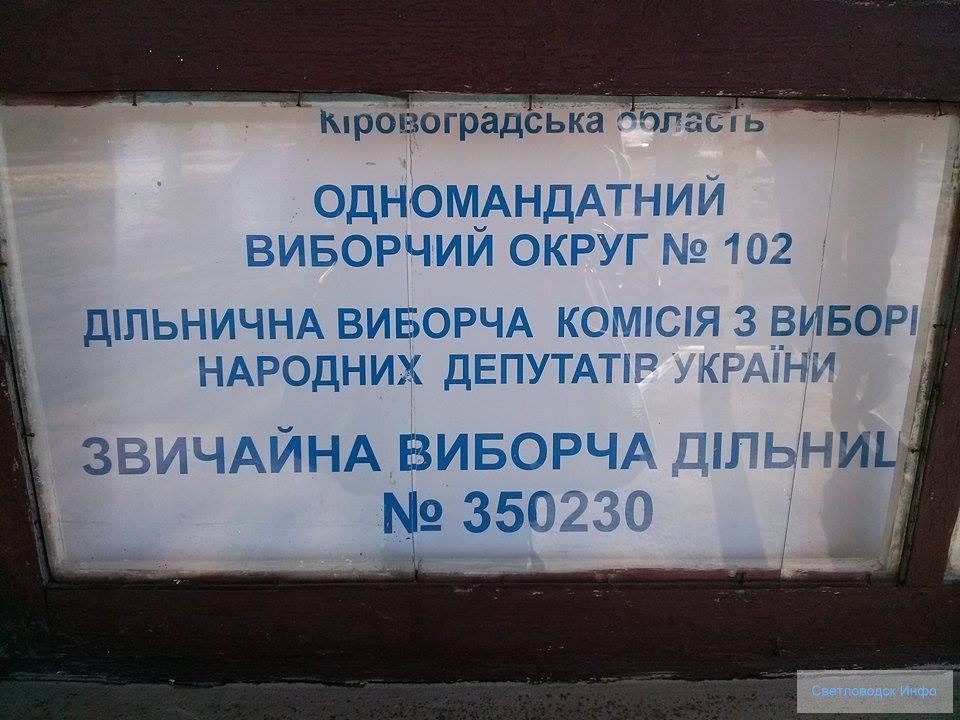 Кіровоградська область
ОДНОМАНДАТНИЙ
ВИБОРЧИЙ ОКРУГ № 102
ДІЛЬНИЧНА ВИБОРЧА КОМІСІЯ З ВИБОРІ
НАРОДНИХ ДЕПУТАТІВ УКРАЇНИ
ЗВИЧАЙНА ВИБОРЧА ДІЛЬНИЦ
№ 350230
Светловодск Инфо